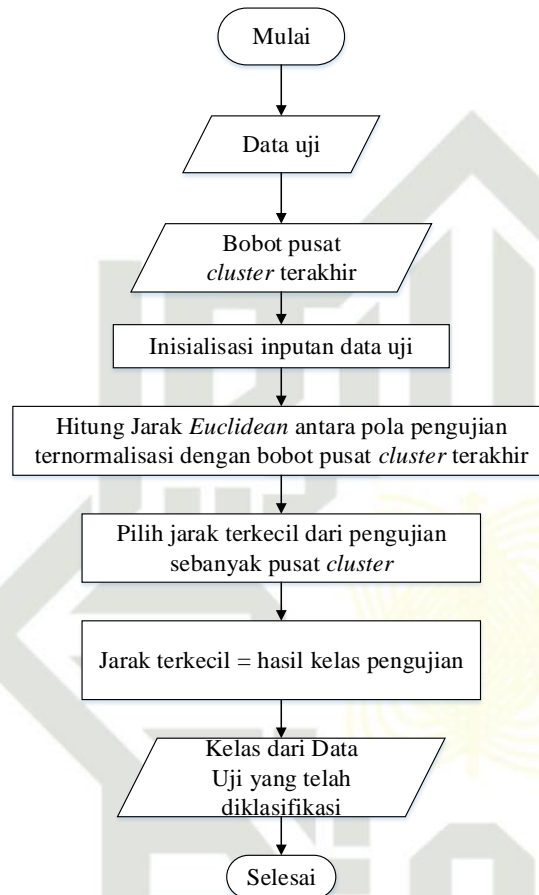 Mulai
Data uji
Bobot pusat
cluster terakhir
Inisialisasi inputan data uji
Hitung Jarak Euclidean antara pola pengujian
ternormalisasi dengan bobot pusat cluster terakhir
Pilih jarak terkecil dari pengujian
sebanyak pusat cluster
Jarak terkecil = hasil kelas pengujian
Kelas dari Data
Uji yang telah
diklasifikasi
Selesai